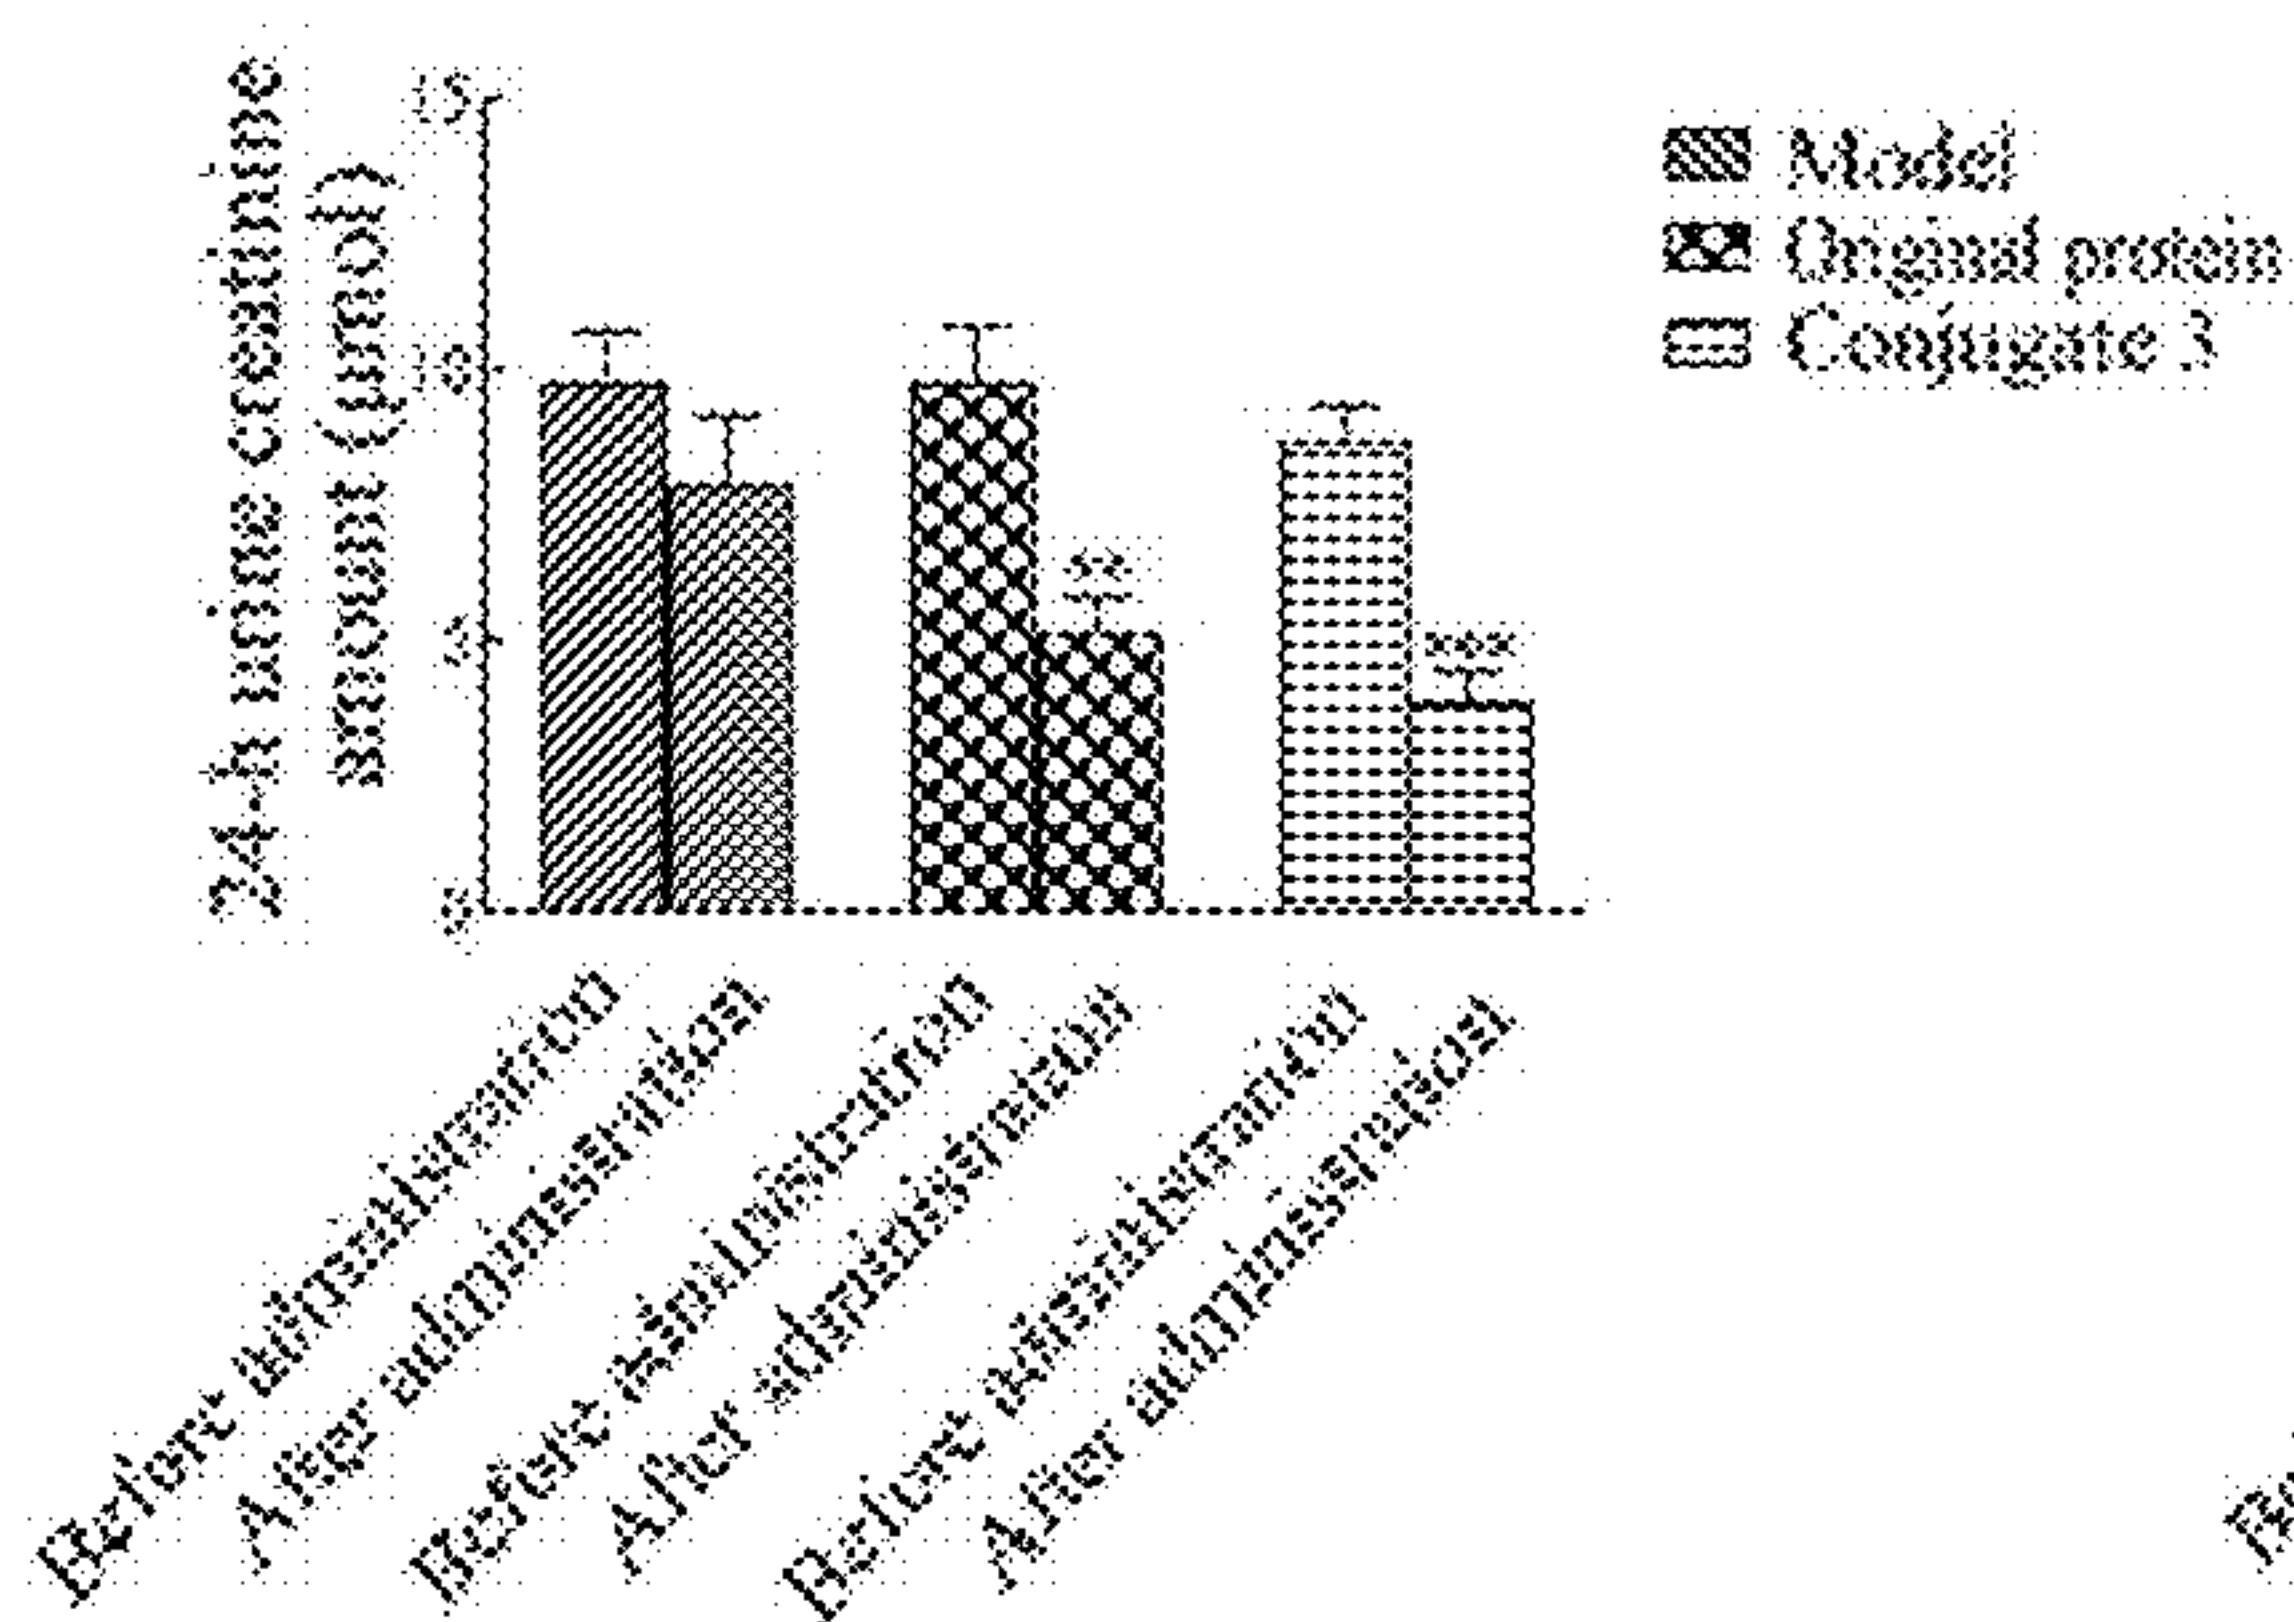 24-h urine creatinine
amount (μmol)
15
10
5
0
**
***
Model
Original protein
Conjugate 3
Before administration
After administration
Before administration
After administration
Before administration
After administration